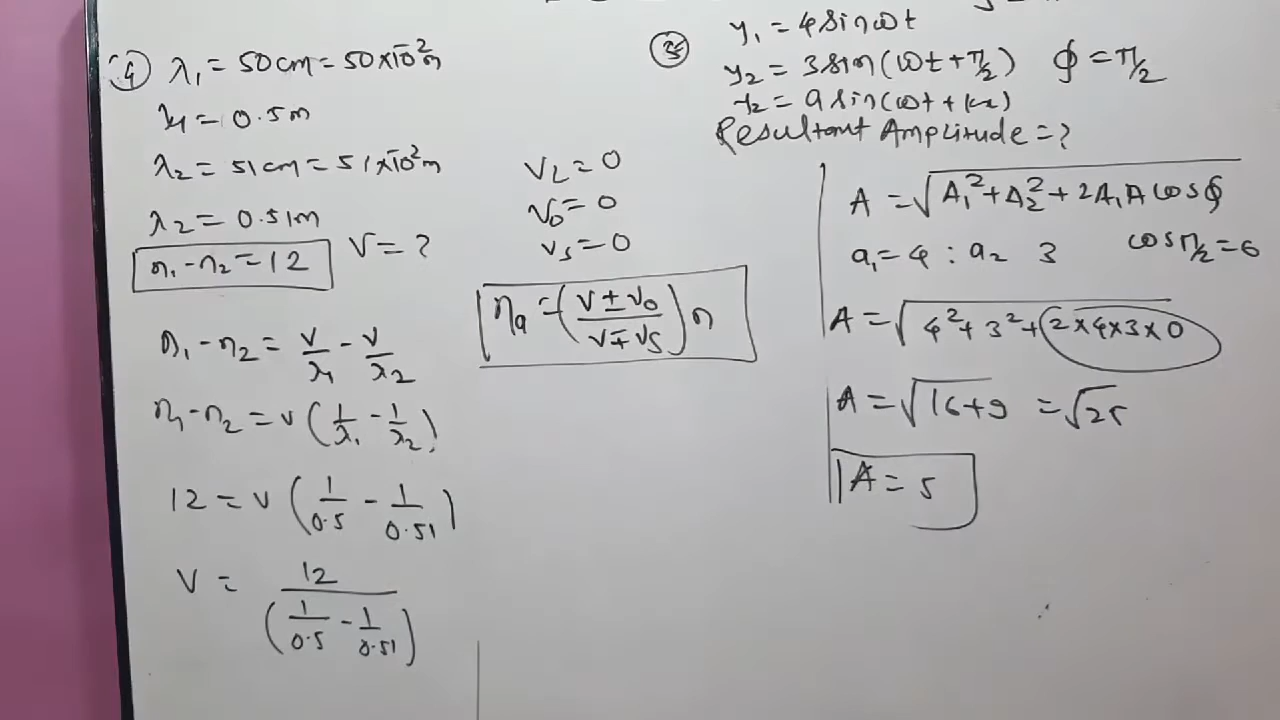 ④ λ₁ = 50cm = 50×10⁻²m
λ₁ = 0.5m
λ₂ = 51cm = 51×10⁻²m
λ₂ = 0.51m
n₁ - n₂ = 12 V = ?
n₁ - n₂ = v/λ₁ - v/λ₂
n₁ - n₂ = v (1/λ₁ - 1/λ₂)
12 = v (1/0.5 - 1/0.51)
V = 12/(1/0.5 - 1/0.51)
V_L = 0
V₀ = 0
V_s = 0
n_a = (v ± v₀/v ∓ v_s) n
y₁ = 4 sin ωt
y₂ = 3 sin(ωt + π/2) φ = π/2
y₂ = a sin(ωt + kx)
Resultant Amplitude = ?
A = √A₁² + A₂² + 2A₁A cos φ
a₁ = 4 : a₂ 3 cos π/2 = 0
A = √4² + 3² + 2×4×3×0
A = √16+9 = √25
A = 5